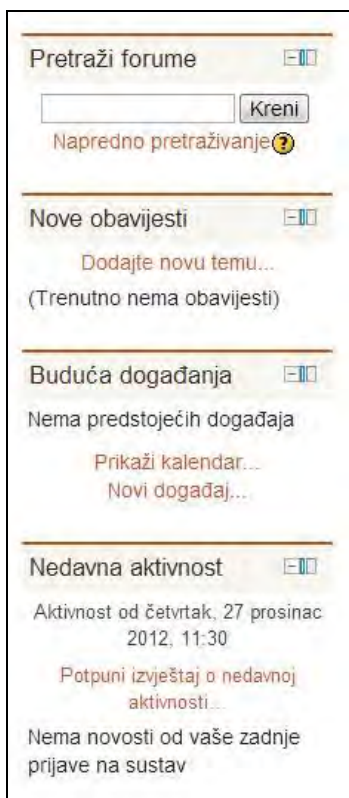 Pretraži forume
Kreni
Napredno pretraživanje?
Nove obavijesti
Dodajte novu temu...
(Trenutno nema obavijesti)
Buduća događanja
Nema predstojećih događaja
Prikaži kalendar...
Novi događaj...
Nedavna aktivnost
Aktivnost od četvrtak, 27 prosinac
2012, 11:30
Potpuni izvještaj o nedavnoj
aktivnosti...
Nema novosti od vaše zadnje
prijave na sustav